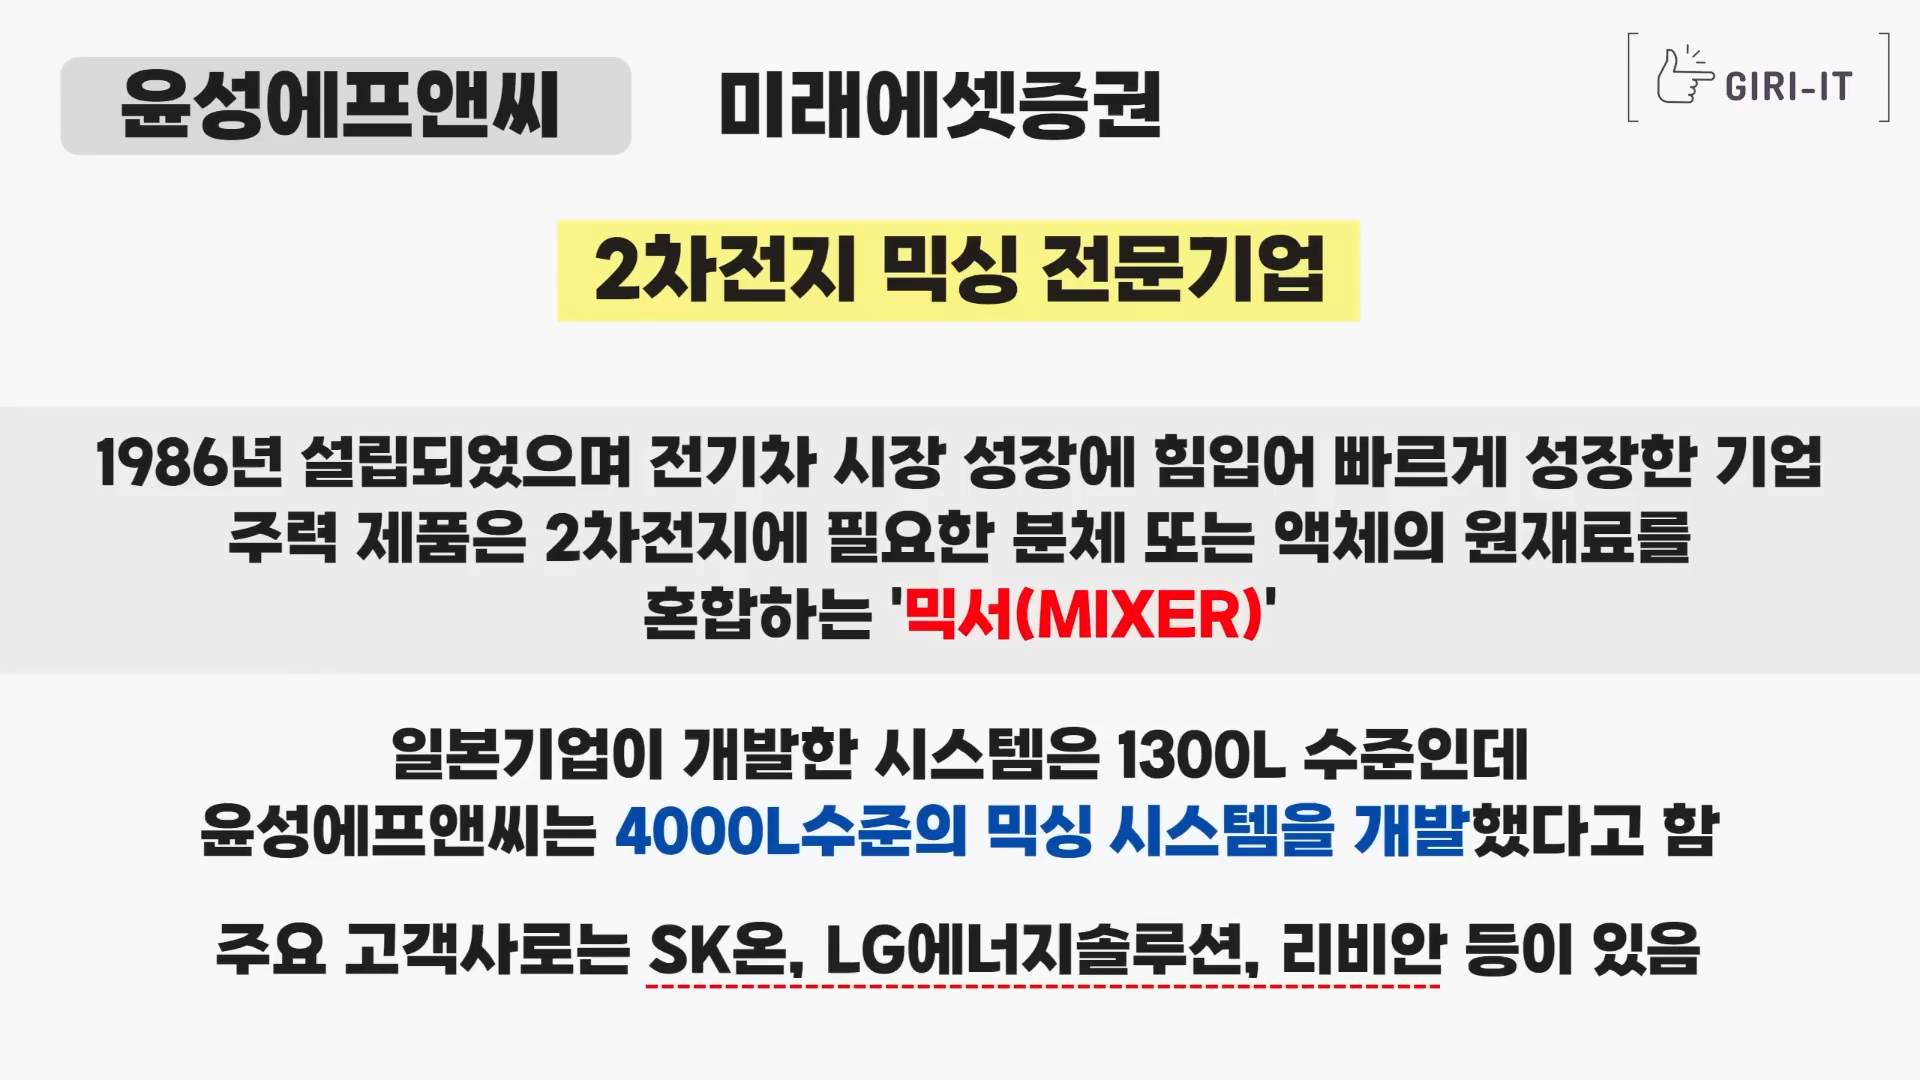 윤성에프앤씨 미래에셋증권
GIRI-IT
2차전지 믹싱 전문기업
1986년 설립되었으며 전기차 시장 성장에 힘입어 빠르게 성장한 기업
주력 제품은 2차전지에 필요한 분체 또는 액체의 원재료를
혼합하는 '믹서(MIXER)'
일본기업이 개발한 시스템은 1300L 수준인데
윤성에프앤씨는 4000L수준의 믹싱 시스템을 개발했다고 함
주요 고객사로는 SK온, LG에너지솔루션, 리비안 등이 있음